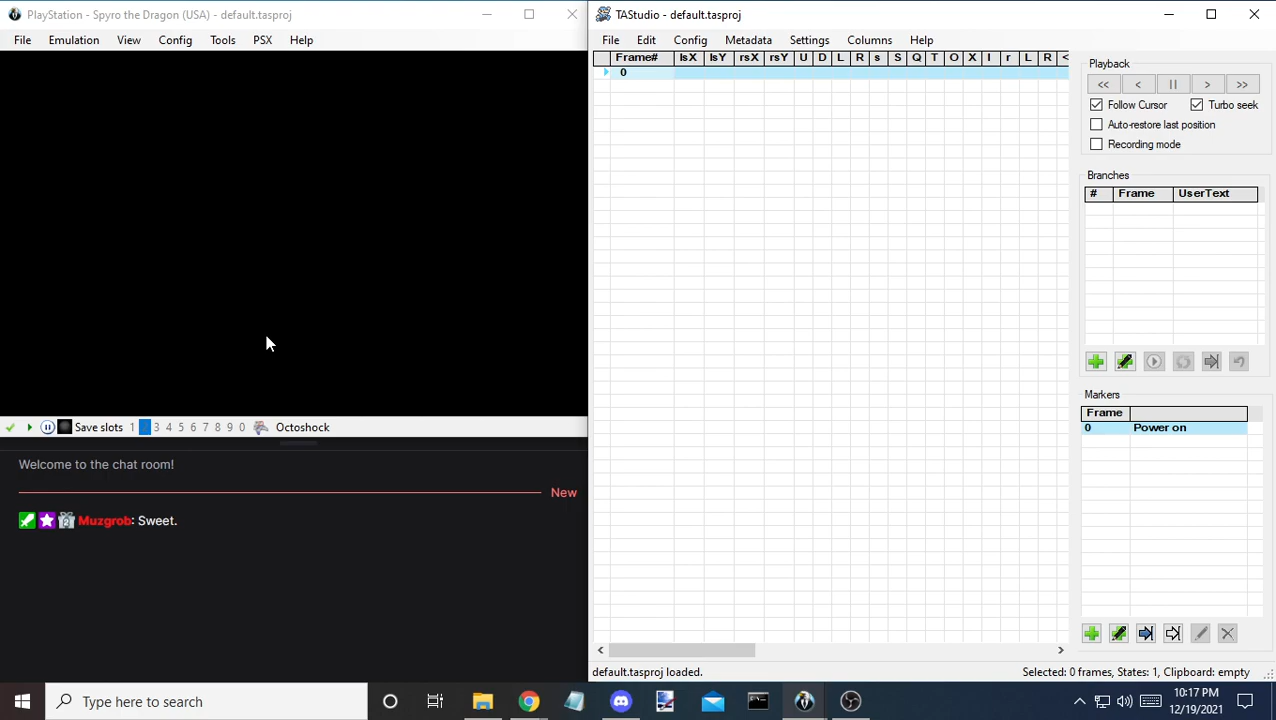 PlayStation - Spyro the Dragon (USA) - default.tasproj
File Emulation View Config Tools PSX Help
Save slots 1 2 3 4 5 6 7 8 9 0 Octoshock
Welcome to the chat room!
New
Muzgrob: Sweet.
TAStudio - default.tasproj
File Edit Config Metadata Settings Columns Help
Frame# lsX lsY rsX rsY U D L R s S Q T O X l r L R <
0
default.tasproj loaded.
Playback
<< < || > >>
Follow Cursor Turbo seek
Auto-restore last position
Recording mode
Branches
# Frame UserText
Markers
Frame
0 Power on
Selected: 0 frames, States: 1, Clipboard: empty
Type here to search
10:17 PM
12/19/2021